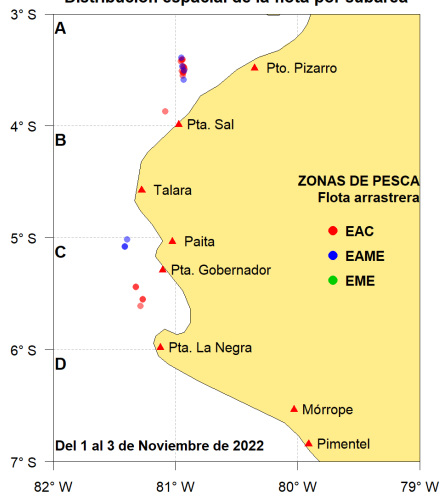 Distribución espacial de la flota por subárea
3° S
A
Pto. Pizarro
4° S
Pta. Sal
B
ZONAS DE PESCA
Talara
Flota arrastrera
EAC
5° S
Paita
C
EAME
Pta. Gobernador
EME
6° S
Pta. La Negra
D
Mórrope
Del 1 al 3 de Noviembre de 2022
Pimentel
7° S
82° W
81° W
80° W
79° W